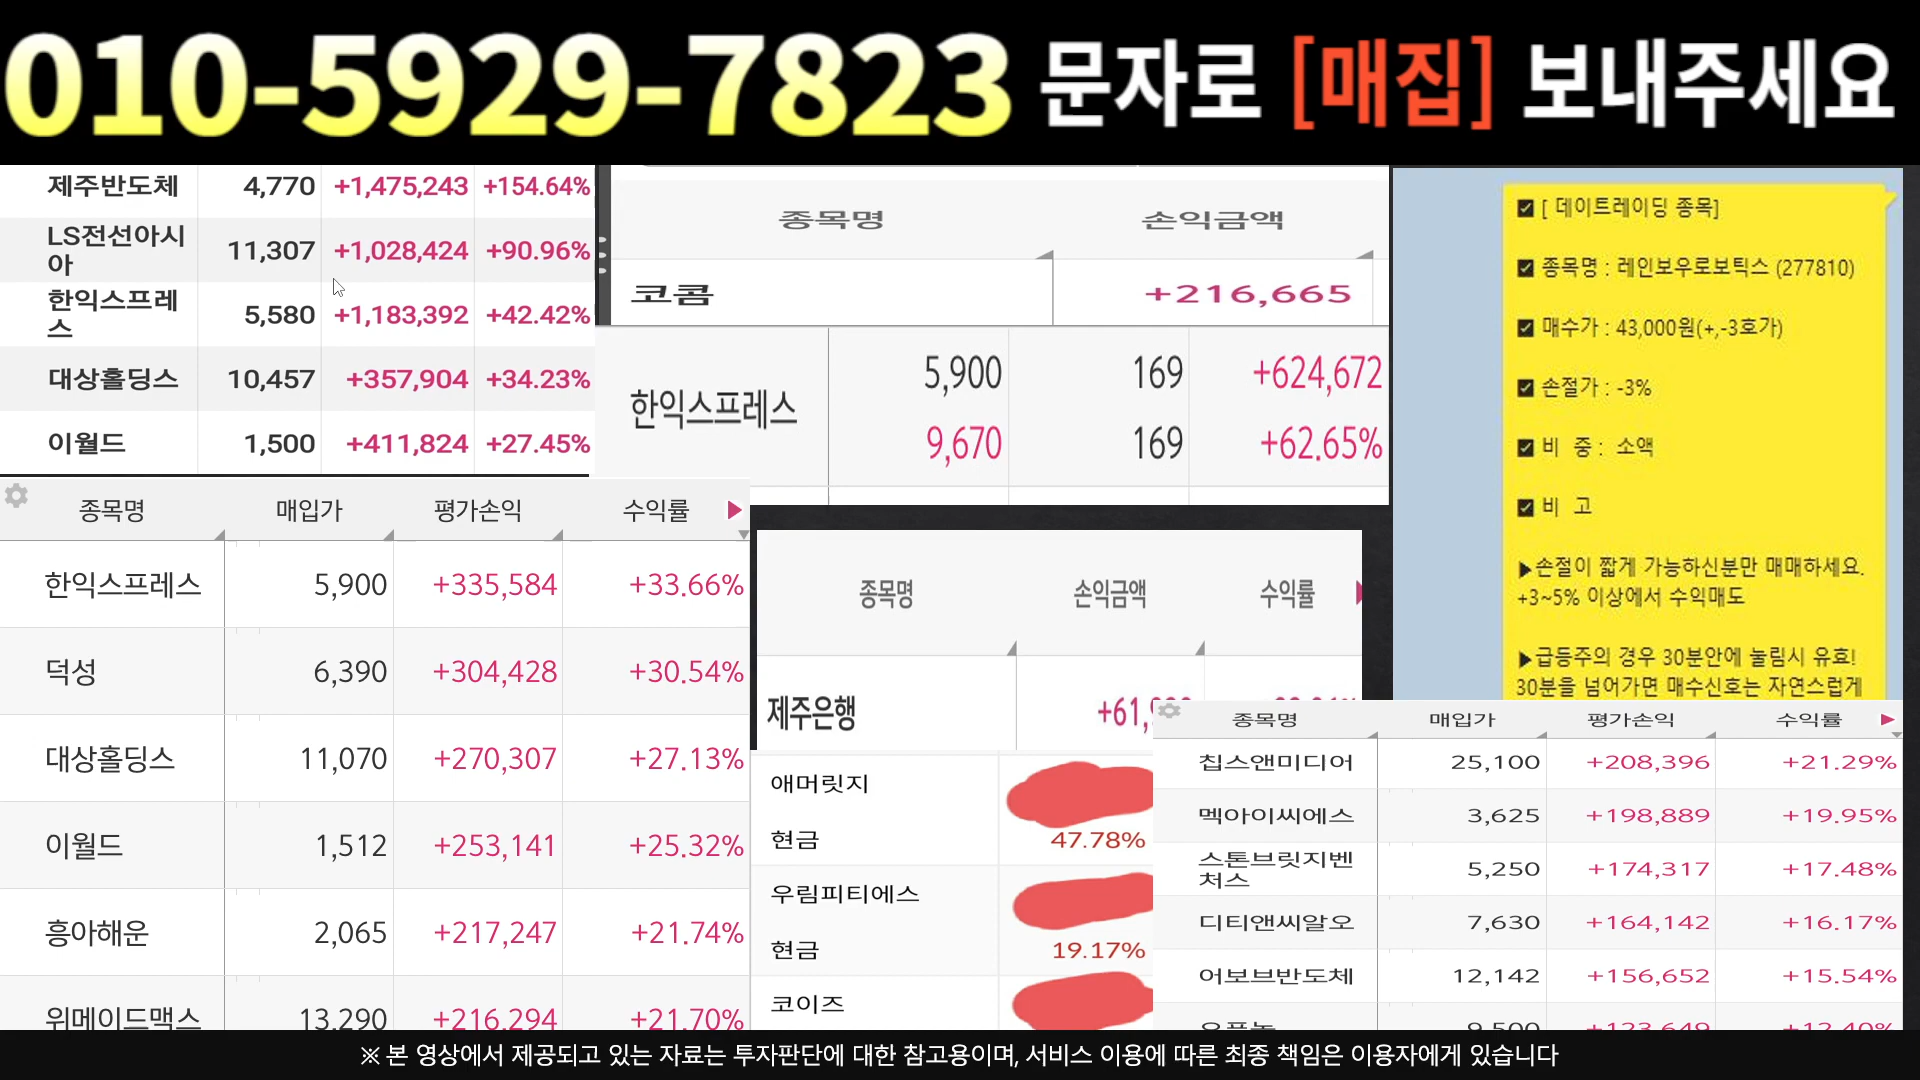 010-5929-7823 문자로 [매집] 보내주세요
제주반도체 4,770 +1,475,243 +154.64%
LS전선아시
아 11,307 +1,028,424 +90.96%
한익스프레
스 5,580 +1,183,392 +42.42%
대상홀딩스 10,457 +357,904 +34.23%
이월드 1,500 +411,824 +27.45%
종목명 손익금액
코콤 +216,665
한익스프레스
5,900 169 +624,672
9,670 169 +62.65%
☑ [ 데이트레이딩 종목]
☑ 종목명 : 레인보우로보틱스 (277810)
☑ 매수가 : 43,000원(+,-3호가)
☑ 손절가 : -3%
☑ 비 중 : 소액
☑ 비 고
▶손절이 짧게 가능하신분만 매매하세요.
+3~5% 이상에서 수익매도
▶급등주의 경우 30분안에 눌림시 유효!
30분을 넘어가면 매수신호는 자연스럽게
종목명 매입가 평가손익 수익률
한익스프레스 5,900 +335,584 +33.66%
덕성 6,390 +304,428 +30.54%
대상홀딩스 11,070 +270,307 +27.13%
이월드 1,512 +253,141 +25.32%
흥아해운 2,065 +217,247 +21.74%
위메이드맥스 13,290 +216,294 +21.70%
종목명 손익금액 수익률
제주은행
애머릿지
현금 47.78%
우림피티에스
현금 19.17%
코이즈
종목명 매입가 평가손익 수익률
칩스앤미디어 25,100 +208,396 +21.29%
멕아이씨에스 3,625 +198,889 +19.95%
스톤브릿지벤
처스 5,250 +174,317 +17.48%
디티앤씨알오 7,630 +164,142 +16.17%
어보브반도체 12,142 +156,652 +15.54%
※ 본 영상에서 제공되고 있는 자료는 투자판단에 대한 참고용이며, 서비스 이용에 따른 최종 책임은 이용자에게 있습니다